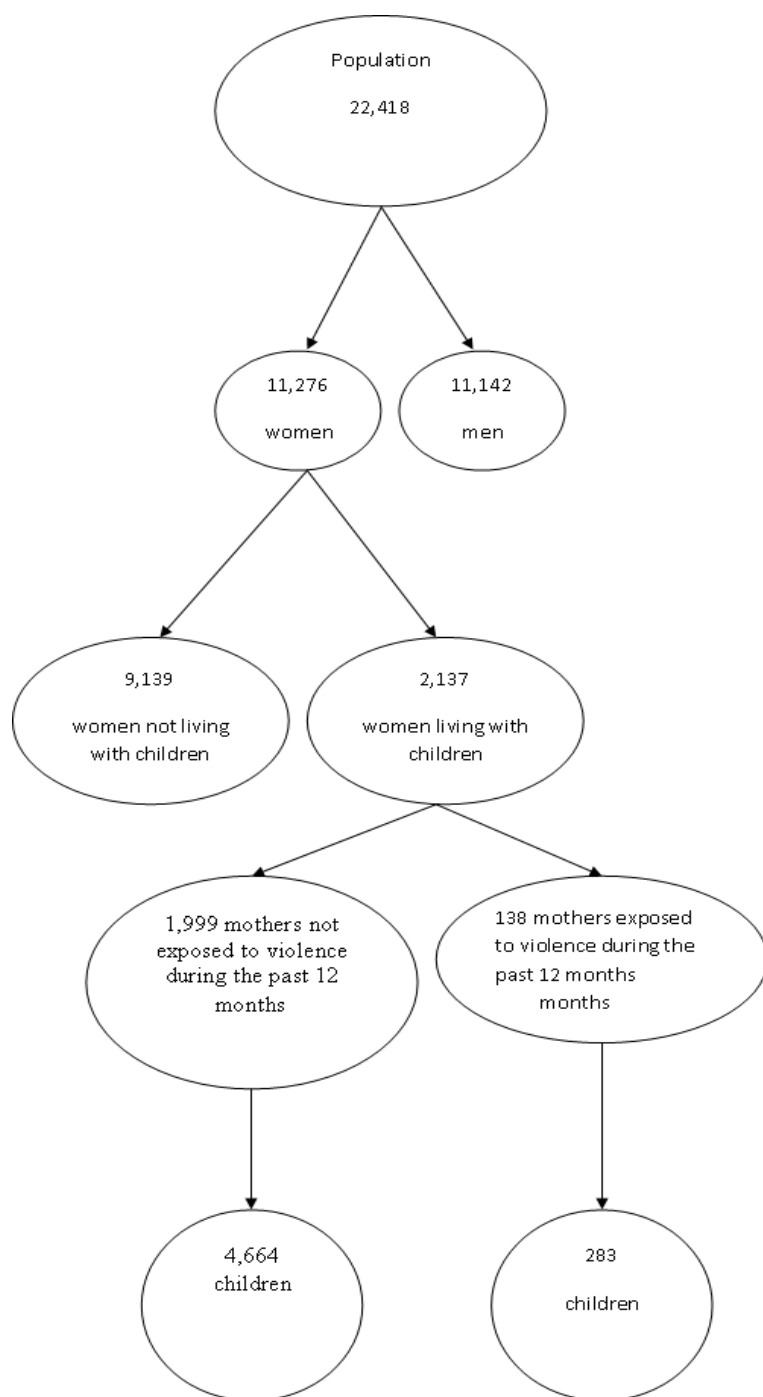 Population
22,418
11,276
women
11,142
men
9,139
women not living
with children
2,137
women living with
children
1,999 mothers not
exposed to violence
during the past 12
months
138 mothers exposed
to violence during the
past 12 months
months
4,664
children
283
children